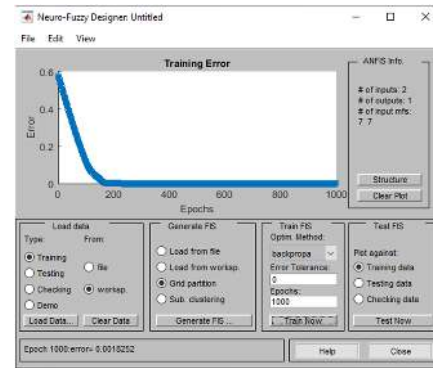 Neuro-Fuzzy Designer: Untitled
File Edit View
Training Error
0.6
0.4
0.2
0
Error
0 200 400 600 800 1000
Epochs
ANFIS Info.
# of inputs: 2
# of outputs: 1
# of input mfs:
7 7
Structure
Clear Plot
Load data
Type: From:
Training
Testing
Checking
Demo
file
worksp.
Load Data... Clear Data
Generate FIS
Load from file
Load from worksp.
Grid partition
Sub. clustering
Generate FIS ...
Train FIS
Optim. Method:
backpropa
Error Tolerance:
0
Epochs:
1000
Train Now
Test FIS
Plot against:
Training data
Testing data
Checking data
Test Now
Epoch 1000:error= 0.0015252
Help Close